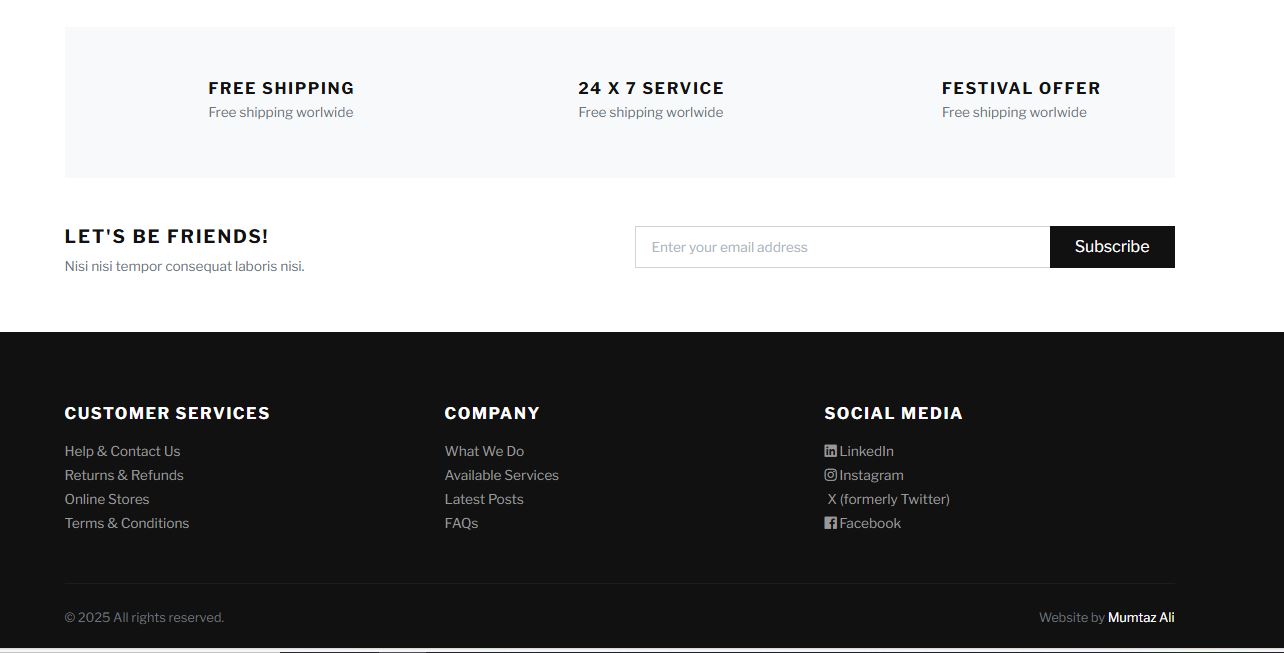 FREE SHIPPING
Free shipping worlwide
24 X 7 SERVICE
Free shipping worlwide
FESTIVAL OFFER
Free shipping worlwide
LET'S BE FRIENDS!
Nisi nisi tempor consequat laboris nisi.
Enter your email address
Subscribe
CUSTOMER SERVICES
Help & Contact Us
Returns & Refunds
Online Stores
Terms & Conditions
COMPANY
What We Do
Available Services
Latest Posts
FAQs
SOCIAL MEDIA
LinkedIn
Instagram
X (formerly Twitter)
Facebook
© 2025 All rights reserved.
Website by Mumtaz Ali